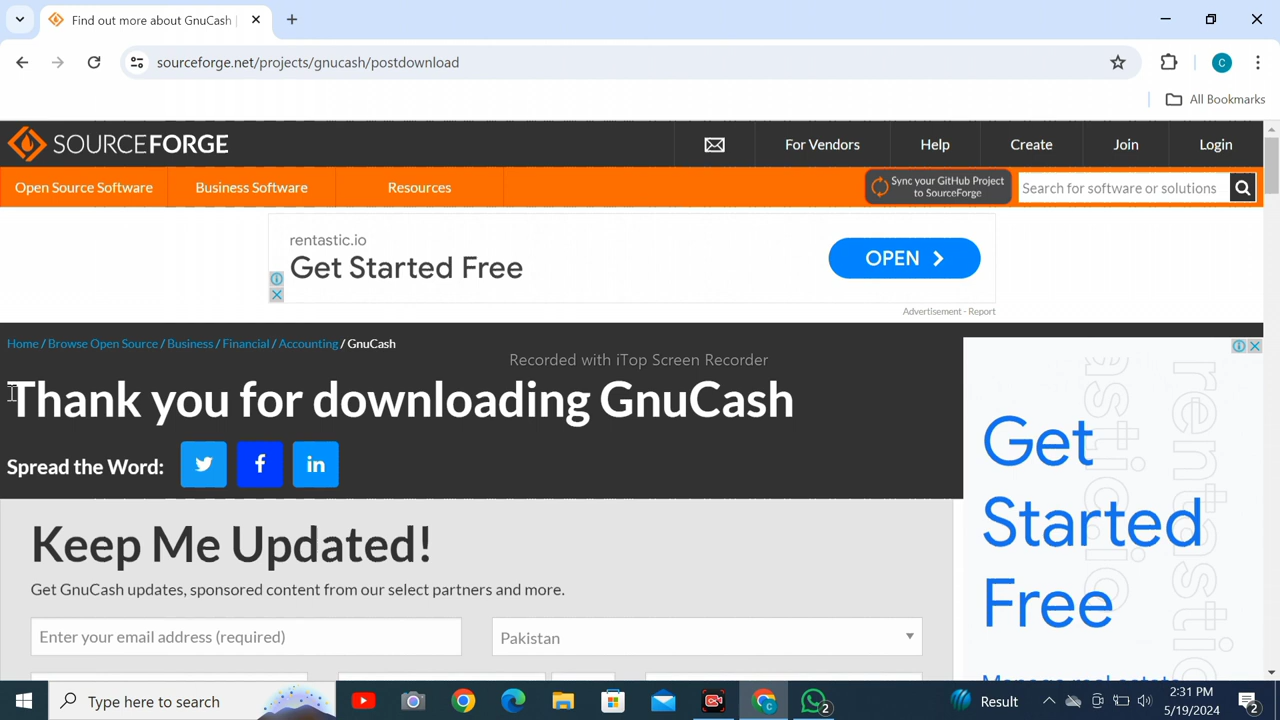 Find out more about GnuCash |
sourceforge.net/projects/gnucash/postdownload
All Bookmarks
SOURCEFORGE
For Vendors
Help
Create
Join
Login
Open Source Software
Business Software
Resources
Sync your GitHub Project
to SourceForge
Search for software or solutions
rentastic.io
Get Started Free
OPEN
Advertisement - Report
Home / Browse Open Source / Business / Financial / Accounting / GnuCash
Recorded with iTop Screen Recorder
Thank you for downloading GnuCash
Spread the Word:
Keep Me Updated!
Get GnuCash updates, sponsored content from our select partners and more.
Enter your email address (required)
Pakistan
Get
Started
Free
rentastic.io
Type here to search
2
Result
2:31 PM
5/19/2024
2
C